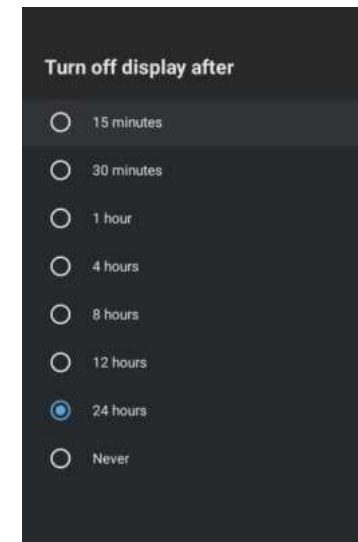 Turn off display after
15 minutes
30 minutes
1 hour
4 hours
8 hours
12 hours
24 hours
Never